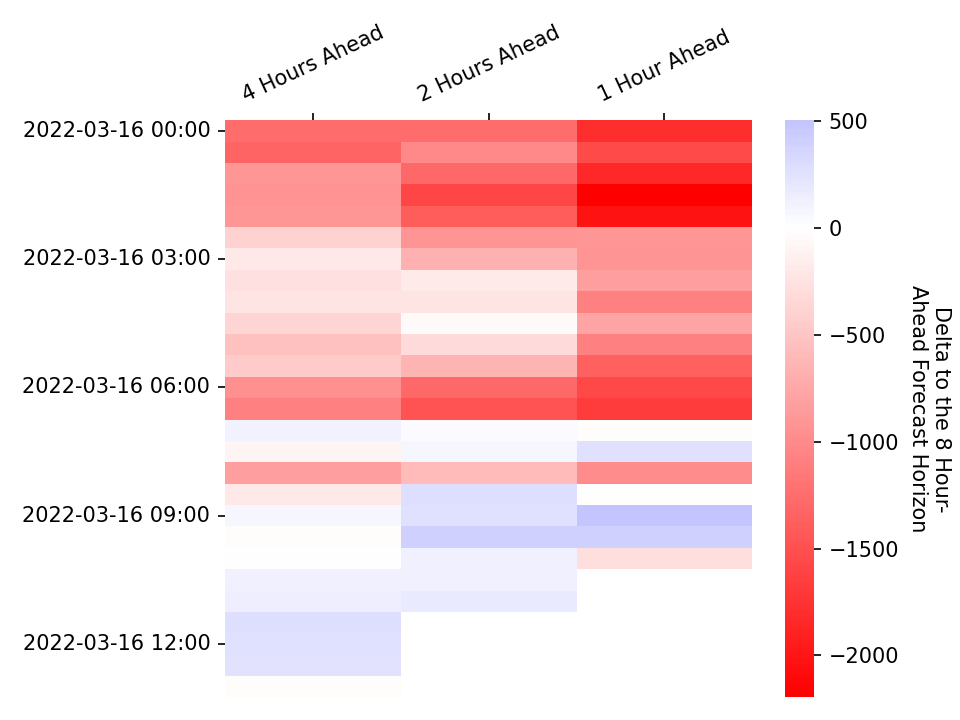 4 Hours Ahead
2 Hours Ahead
1 Hour Ahead
2022-03-16 00:00
2022-03-16 03:00
2022-03-16 06:00
2022-03-16 09:00
2022-03-16 12:00
500
0
−500
−1000
−1500
−2000
Delta to the 8 Hour-
Ahead Forecast Horizon